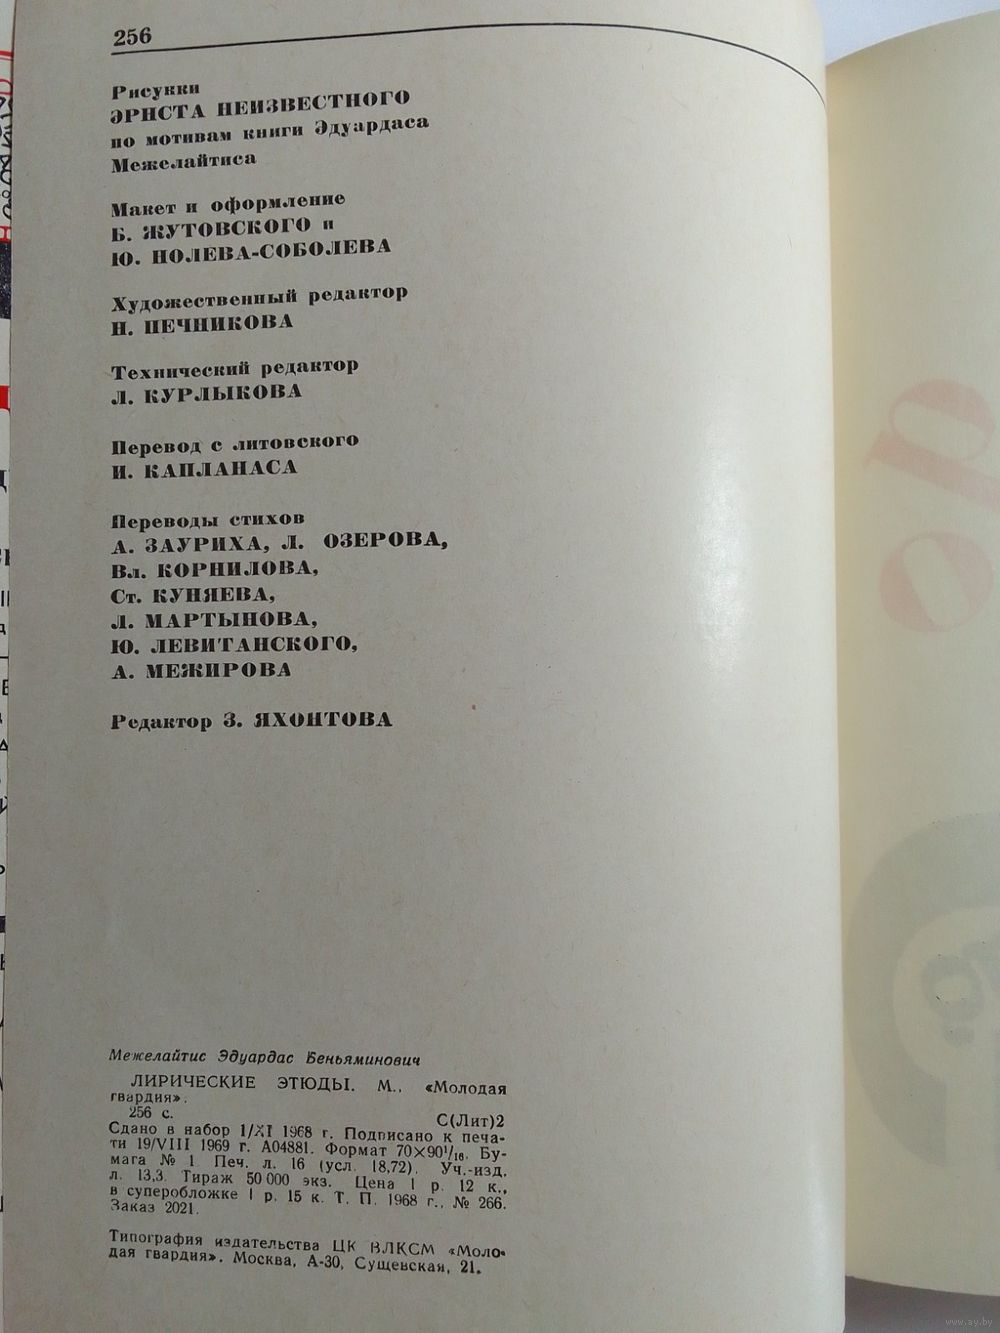 256
Рисунки
ЭРНСТА НЕИЗВЕСТНОГО
по мотивам книги Эдуардаса
Межелайтиса
Макет и оформление
Б. ЖУТОВСКОГО и
Ю. НОЛЕВА-СОБОЛЕВА
Художественный редактор
Н. ПЕЧНИКОВА
Технический редактор
Л. КУРЛЫКОВА
Перевод с литовского
И. КАПЛАНАСА
Переводы стихов
А. ЗАУРИХА, Л. ОЗЕРОВА,
Вл. КОРНИЛОВА,
Ст. КУНЯЕВА,
Л. МАРТЫНОВА,
Ю. ЛЕВИТАНСКОГО,
А. МЕЖИРОВА
Редактор З. ЯХОНТОВА
Межелайтис Эдуардас Беньяминович
ЛИРИЧЕСКИЕ ЭТЮДЫ. М., «Молодая
гвардия».
256 с.
С(Лит)2
Сдано в набор 1/XI 1968 г. Подписано к печа-
ти 19/VIII 1969 г. А04881. Формат 70×90¹/₁₆. Бу-
мага № 1. Печ. л. 16 (усл. 18,72). Уч.-изд.
л. 13,3. Тираж 50 000 экз. Цена 1 р. 12 к.,
в суперобложке 1 р. 15 к. Т. П. 1968 г., № 266.
Заказ 2021.
Типография издательства ЦК ВЛКСМ «Моло-
дая гвардия». Москва, А-30, Сущевская, 21.
www.ay.by